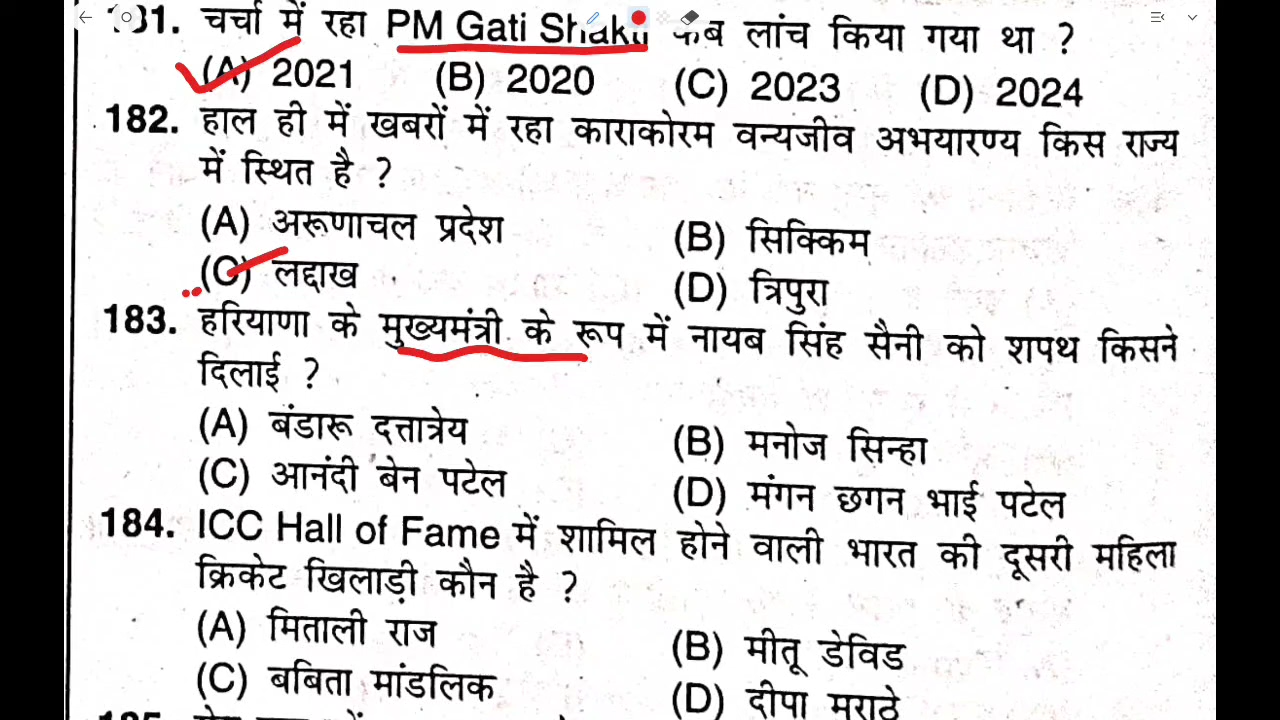 181. चर्चा में रहा PM Gati Shakti कब लांच किया गया था ?
(A) 2021 (B) 2020 (C) 2023 (D) 2024
182. हाल ही में खबरों में रहा काराकोरम वन्यजीव अभयारण्य किस राज्य
में स्थित है ?
(A) अरूणाचल प्रदेश (B) सिक्किम
(C) लद्दाख (D) त्रिपुरा
183. हरियाणा के मुख्यमंत्री के रूप में नायब सिंह सैनी को शपथ किसने
दिलाई ?
(A) बंडारू दत्तात्रेय (B) मनोज सिन्हा
(C) आनंदी बेन पटेल (D) मंगन छगन भाई पटेल
184. ICC Hall of Fame में शामिल होने वाली भारत की दूसरी महिला
क्रिकेट खिलाड़ी कौन है ?
(A) मिताली राज (B) मीतू डेविड
(C) बबिता मांडलिक (D) दीपा मराठे